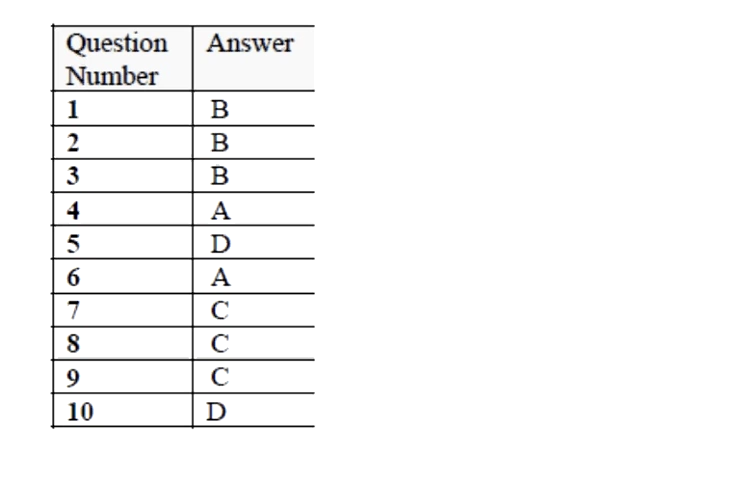 Question Number Answer
1 B
2 B
3 B
4 A
5 D
6 A
7 C
8 C
9 C
10 D